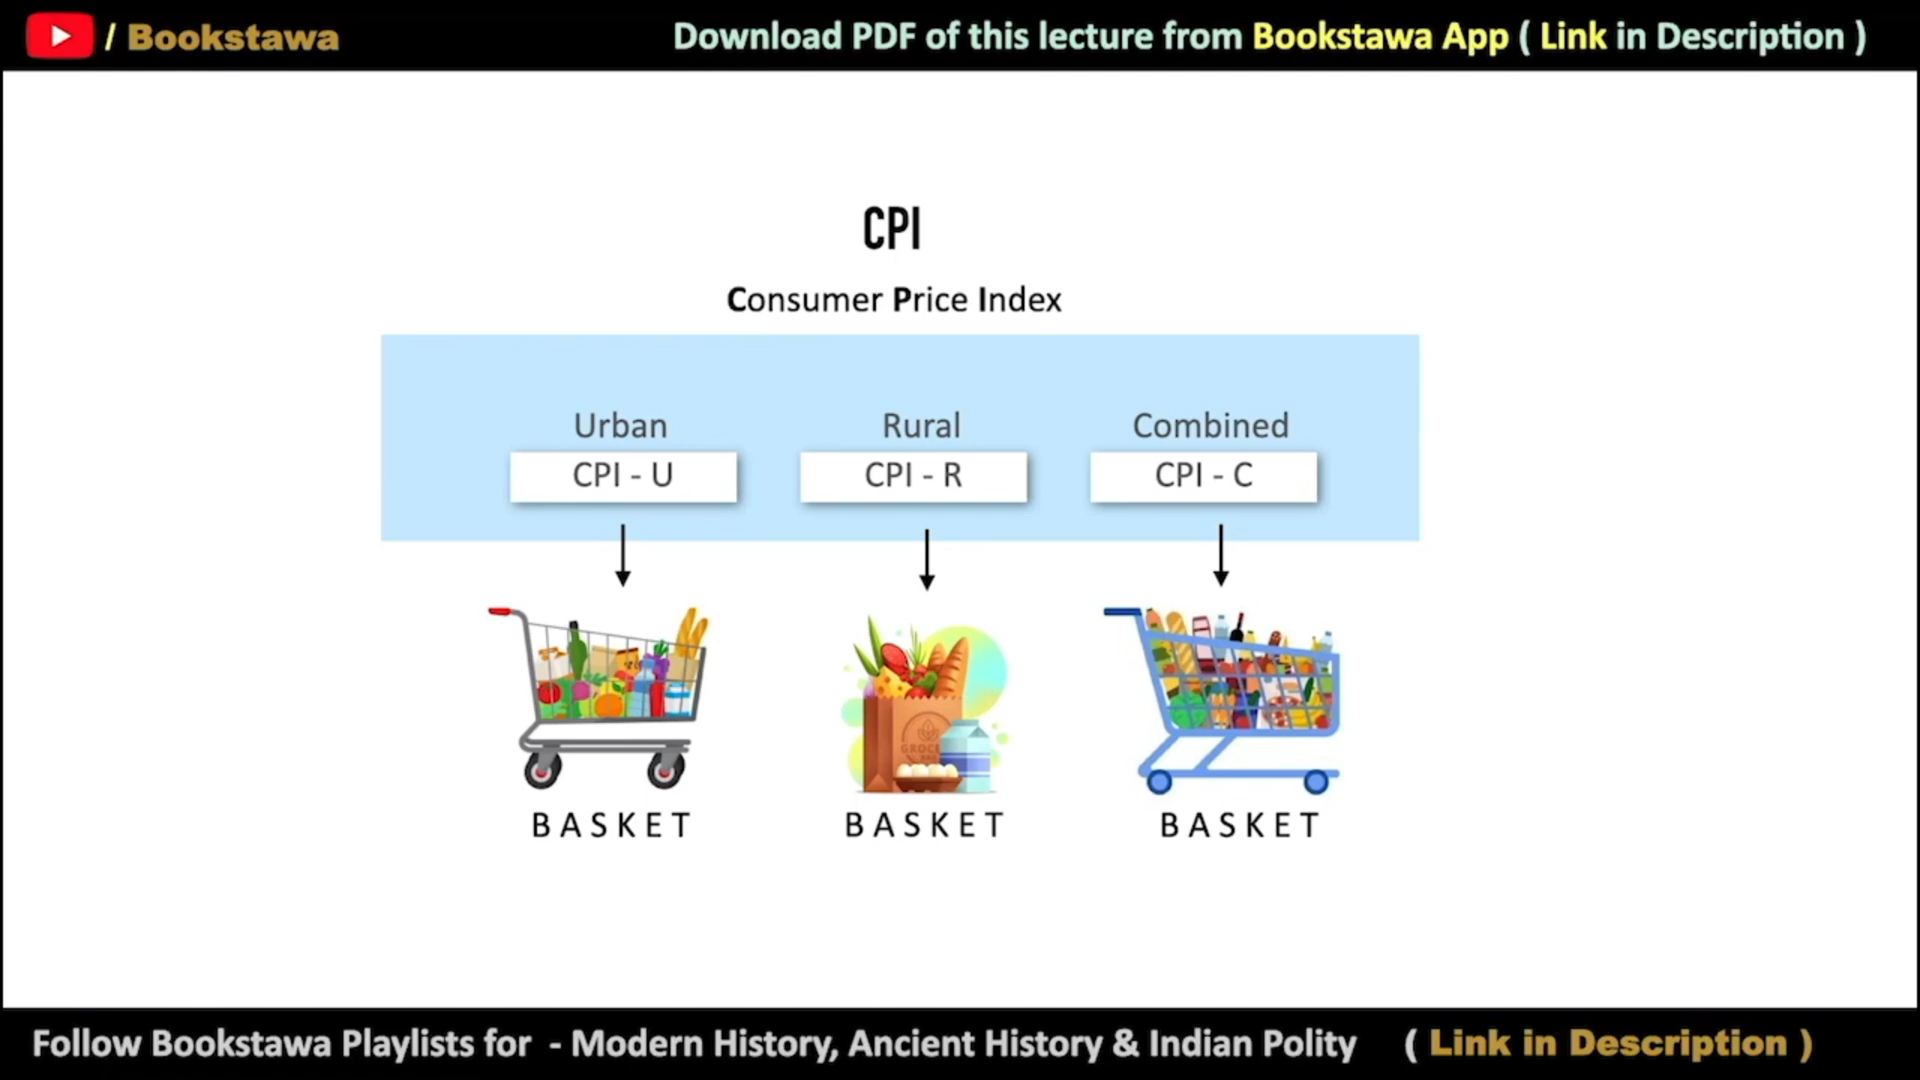 / Bookstawa
Download PDF of this lecture from Bookstawa App ( Link in Description )
CPI
Consumer Price Index
Urban Rural Combined
CPI - U CPI - R CPI - C
BASKET BASKET BASKET
Follow Bookstawa Playlists for - Modern History, Ancient History & Indian Polity ( Link in Description )